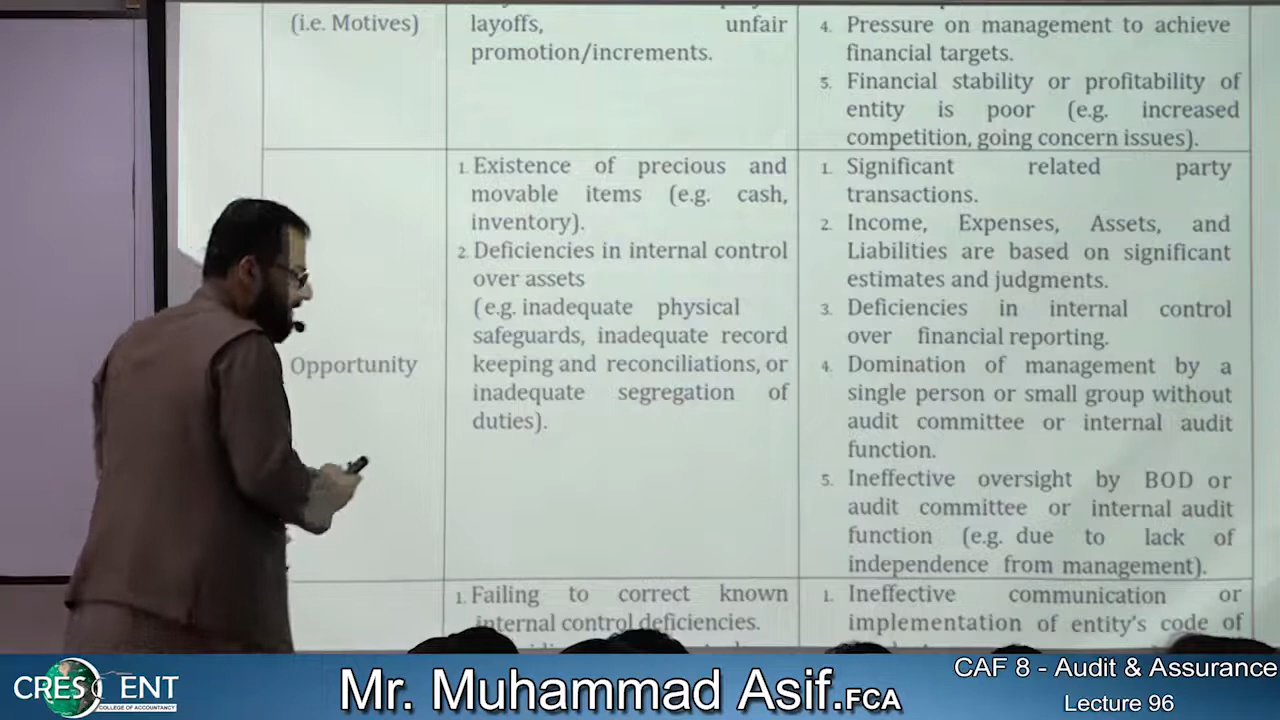 (i.e. Motives)
layoffs, unfair
promotion/increments.
4. Pressure on management to achieve
financial targets.
5. Financial stability or profitability of
entity is poor (e.g. increased
competition, going concern issues).
Opportunity
1. Existence of precious and
movable items (e.g. cash,
inventory).
2. Deficiencies in internal control
over assets
( e.g. inadequate physical
safeguards, inadequate record
keeping and reconciliations, or
inadequate segregation of
duties).
1. Significant related party
transactions.
2. Income, Expenses, Assets, and
Liabilities are based on significant
estimates and judgments.
3. Deficiencies in internal control
over financial reporting.
4. Domination of management by a
single person or small group without
audit committee or internal audit
function.
5. Ineffective oversight by BOD or
audit committee or internal audit
function (e.g. due to lack of
independence from management).
1. Failing to correct known
internal control deficiencies.
1. Ineffective communication or
implementation of entity's code of
CRESCENT
COLLEGE OF ACCOUNTANCY
Mr. Muhammad Asif.FCA
CAF 8 - Audit & Assurance
Lecture 96